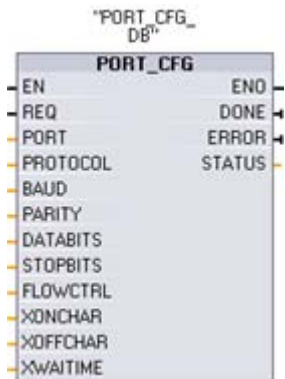 "PORT_CFG_
DB"
PORT_CFG
EN ENO
REQ DONE
PORT ERROR
PROTOCOL STATUS
BAUD
PARITY
DATABITS
STOPBITS
FLOWCTRL
XONCHAR
XOFFCHAR
XWAITIME